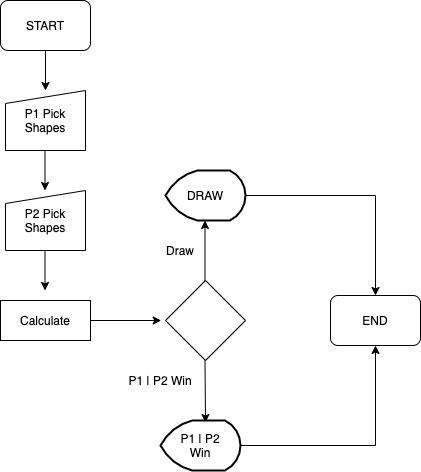 START
P1 Pick
Shapes
P2 Pick
Shapes
DRAW
Draw
Calculate
END
P1 | P2 Win
P1 | P2
Win